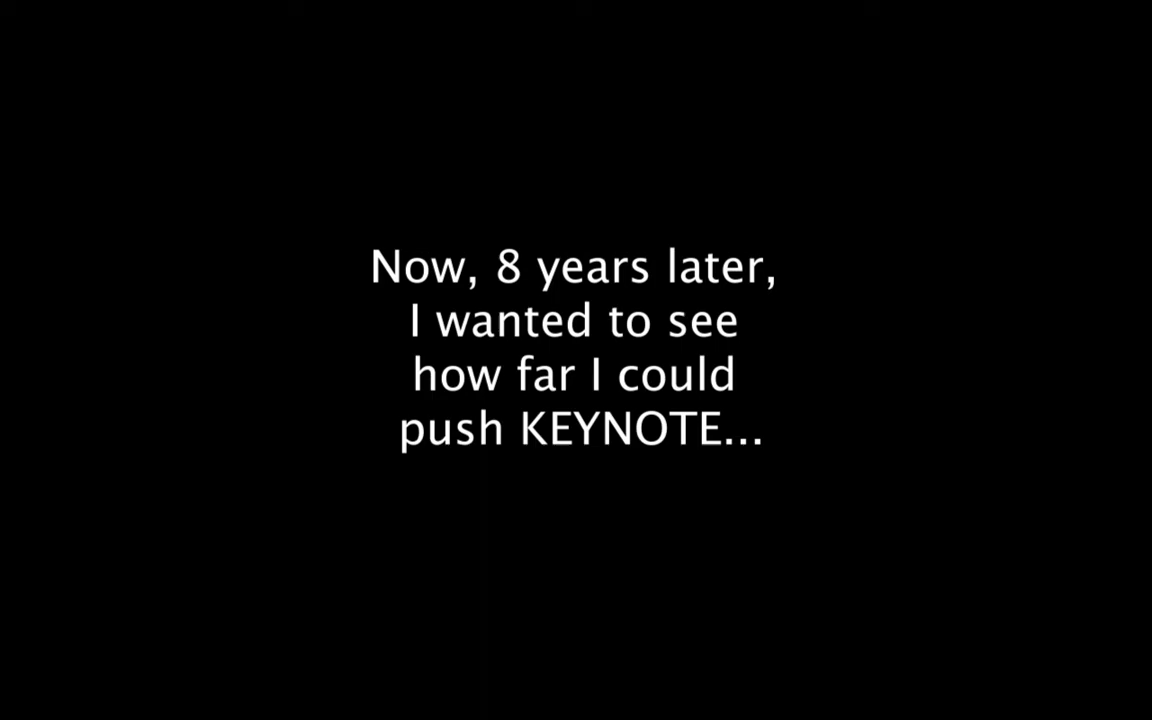 Now, 8 years later,
I wanted to see
how far I could
push KEYNOTE...